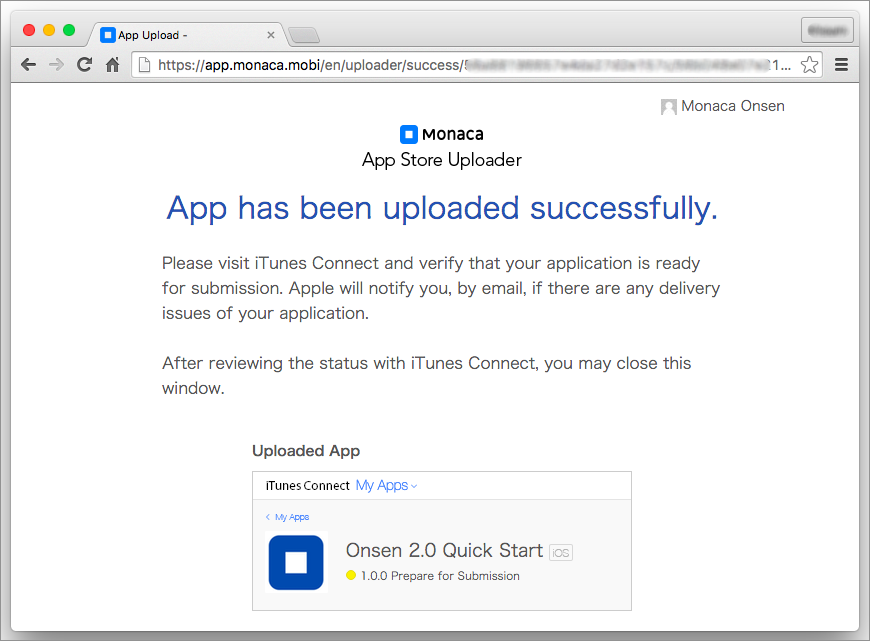 App Upload -
https://app.monaca.mobi/en/uploader/success/
Monaca Onsen
Monaca
App Store Uploader
App has been uploaded successfully.
Please visit iTunes Connect and verify that your application is ready
for submission. Apple will notify you, by email, if there are any delivery
issues of your application.
After reviewing the status with iTunes Connect, you may close this
window.
Uploaded App
iTunes Connect My Apps
My Apps
Onsen 2.0 Quick Start iOS
1.0.0 Prepare for Submission